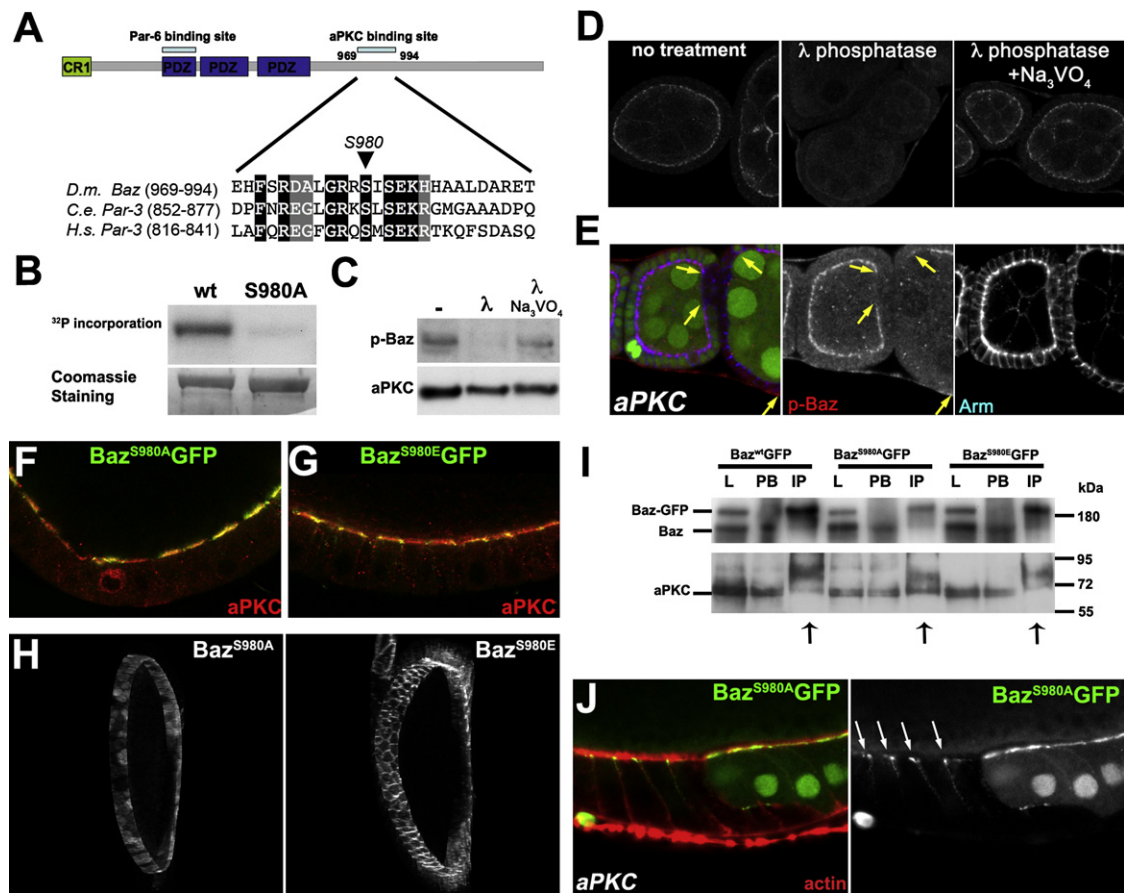 A
Par-6 binding site
aPKC binding site
969
994
CR1
PDZ
PDZ
PDZ
S980
D.m. Baz (969-994) EHFSRDALGRRSISEKHHAALDARET
C.e. Par-3 (852-877) DPFNREGLGRKSLSEKRGMGAAADPQ
H.s. Par-3 (816-841) LAFQREGFGRQSMSEKRTKQFSDASQ
B
wt S980A
32P incorporation
Coomassie
Staining
C
- λ λ
Na3VO4
p-Baz
aPKC
D
no treatment
λ phosphatase
λ phosphatase
+Na3VO4
E
aPKC
p-Baz
Arm
F
BazS980AGFP
aPKC
G
BazS980EGFP
aPKC
H
BazS980A
BazS980E
I
BazwtGFP BazS980AGFP BazS980EGFP
L PB IP L PB IP L PB IP
kDa
Baz-GFP
180
Baz
95
aPKC
72
55
J
BazS980AGFP
aPKC
actin
BazS980AGFP